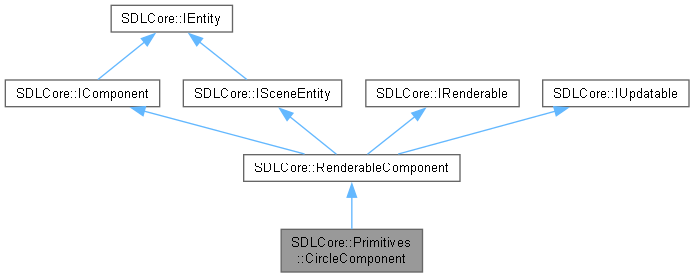 SDLCore::IEntity
SDLCore::IComponent
SDLCore::ISceneEntity
SDLCore::IRenderable
SDLCore::IUpdatable
SDLCore::RenderableComponent
SDLCore::Primitives
::CircleComponent